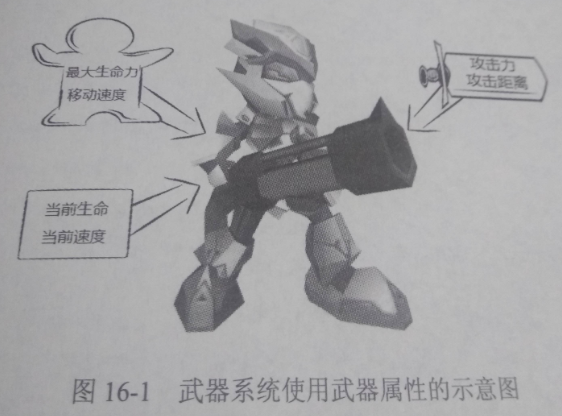 最大生命力
移动速度
攻击力
攻击距离
当前生命
当前速度
图 16-1 武器系统使用武器属性的示意图